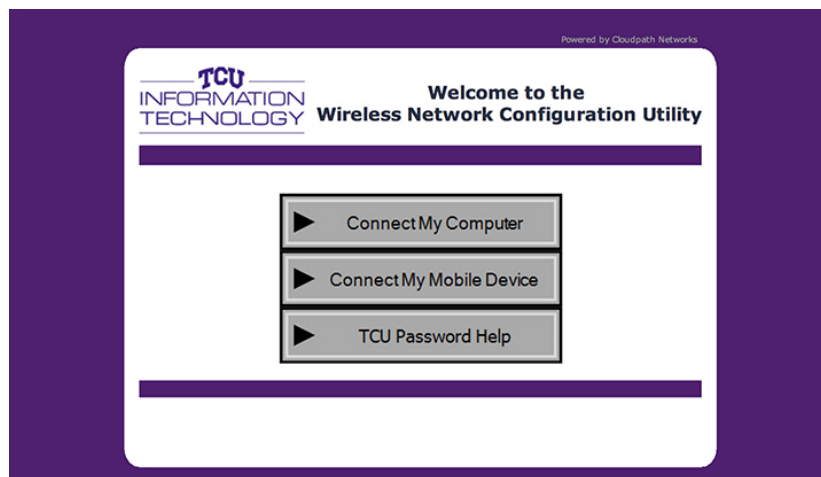 Powered by Cloudpath Networks
TCU
INFORMATION
TECHNOLOGY
Welcome to the
Wireless Network Configuration Utility
Connect My Computer
Connect My Mobile Device
TCU Password Help